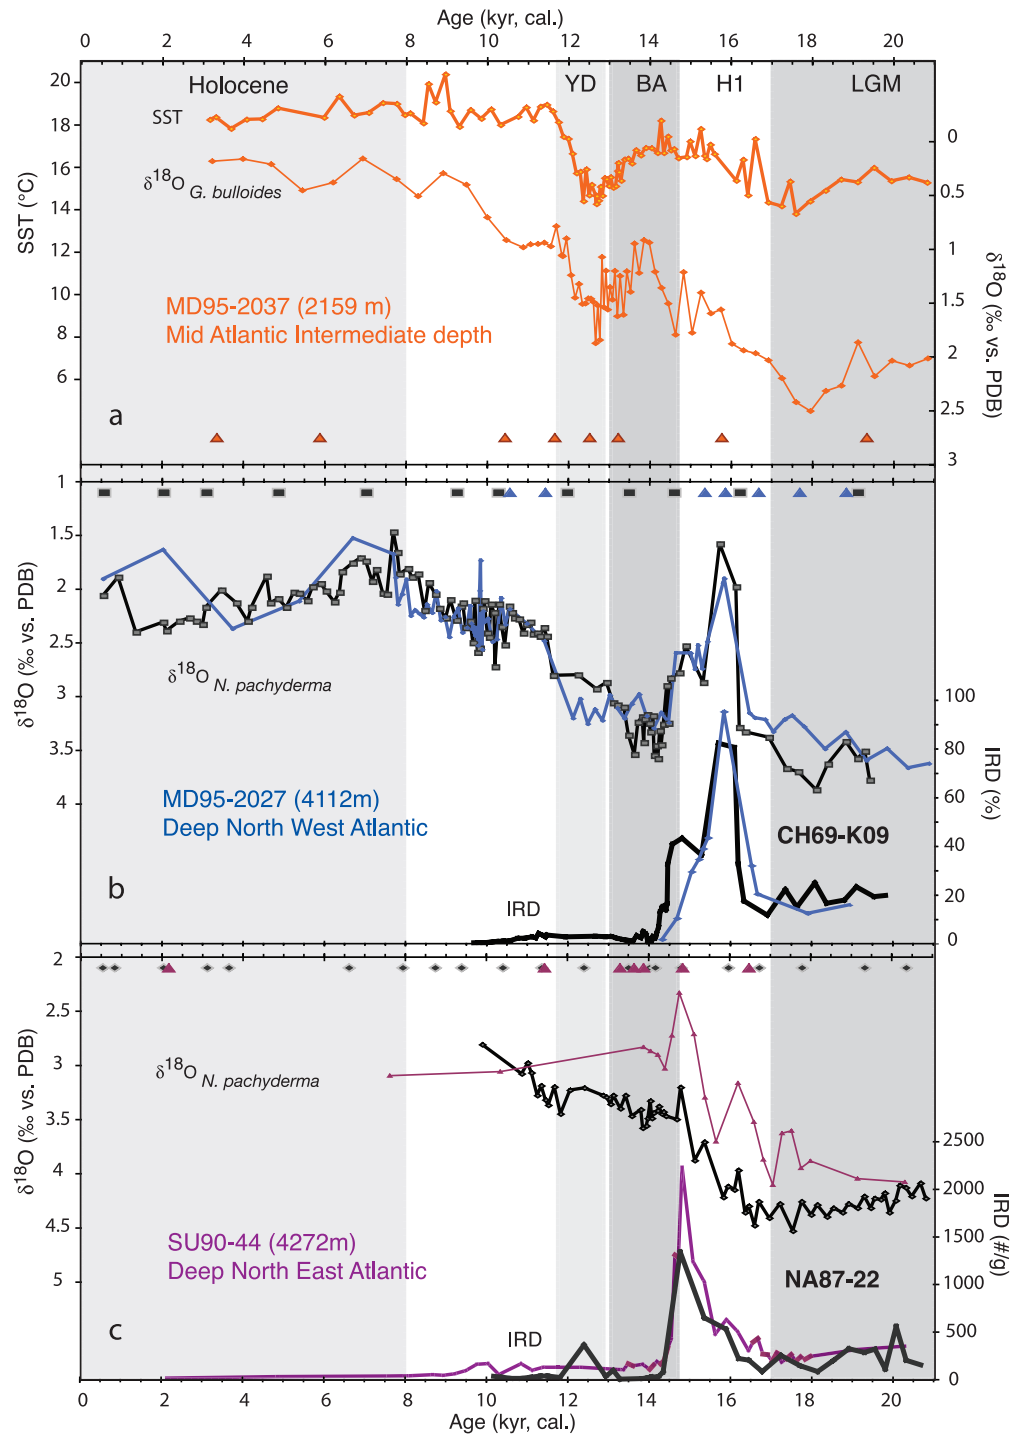 Age (kyr, cal.)
0 2 4 6 8 10 12 14 16 18 20
Holocene YD BA H1 LGM
20
18
16
14
12
10
8
6
SST (°C)
SST
δ18O G. bulloides
0
0.5
1
1.5
2
2.5
3
δ18O (‰ vs. PDB)
MD95-2037 (2159 m)
Mid Atlantic Intermediate depth
a
1
1.5
2
2.5
3
3.5
4
δ18O (‰ vs. PDB)
δ18O N. pachyderma
100
80
60
40
20
0
IRD (%)
MD95-2027 (4112m)
Deep North West Atlantic
CH69-K09
b
IRD
2
2.5
3
3.5
4
4.5
5
δ18O (‰ vs. PDB)
δ18O N. pachyderma
2500
2000
1500
1000
500
0
IRD (#/g)
SU90-44 (4272m)
Deep North East Atlantic
NA87-22
c
IRD
0 2 4 6 8 10 12 14 16 18 20
Age (kyr, cal.)